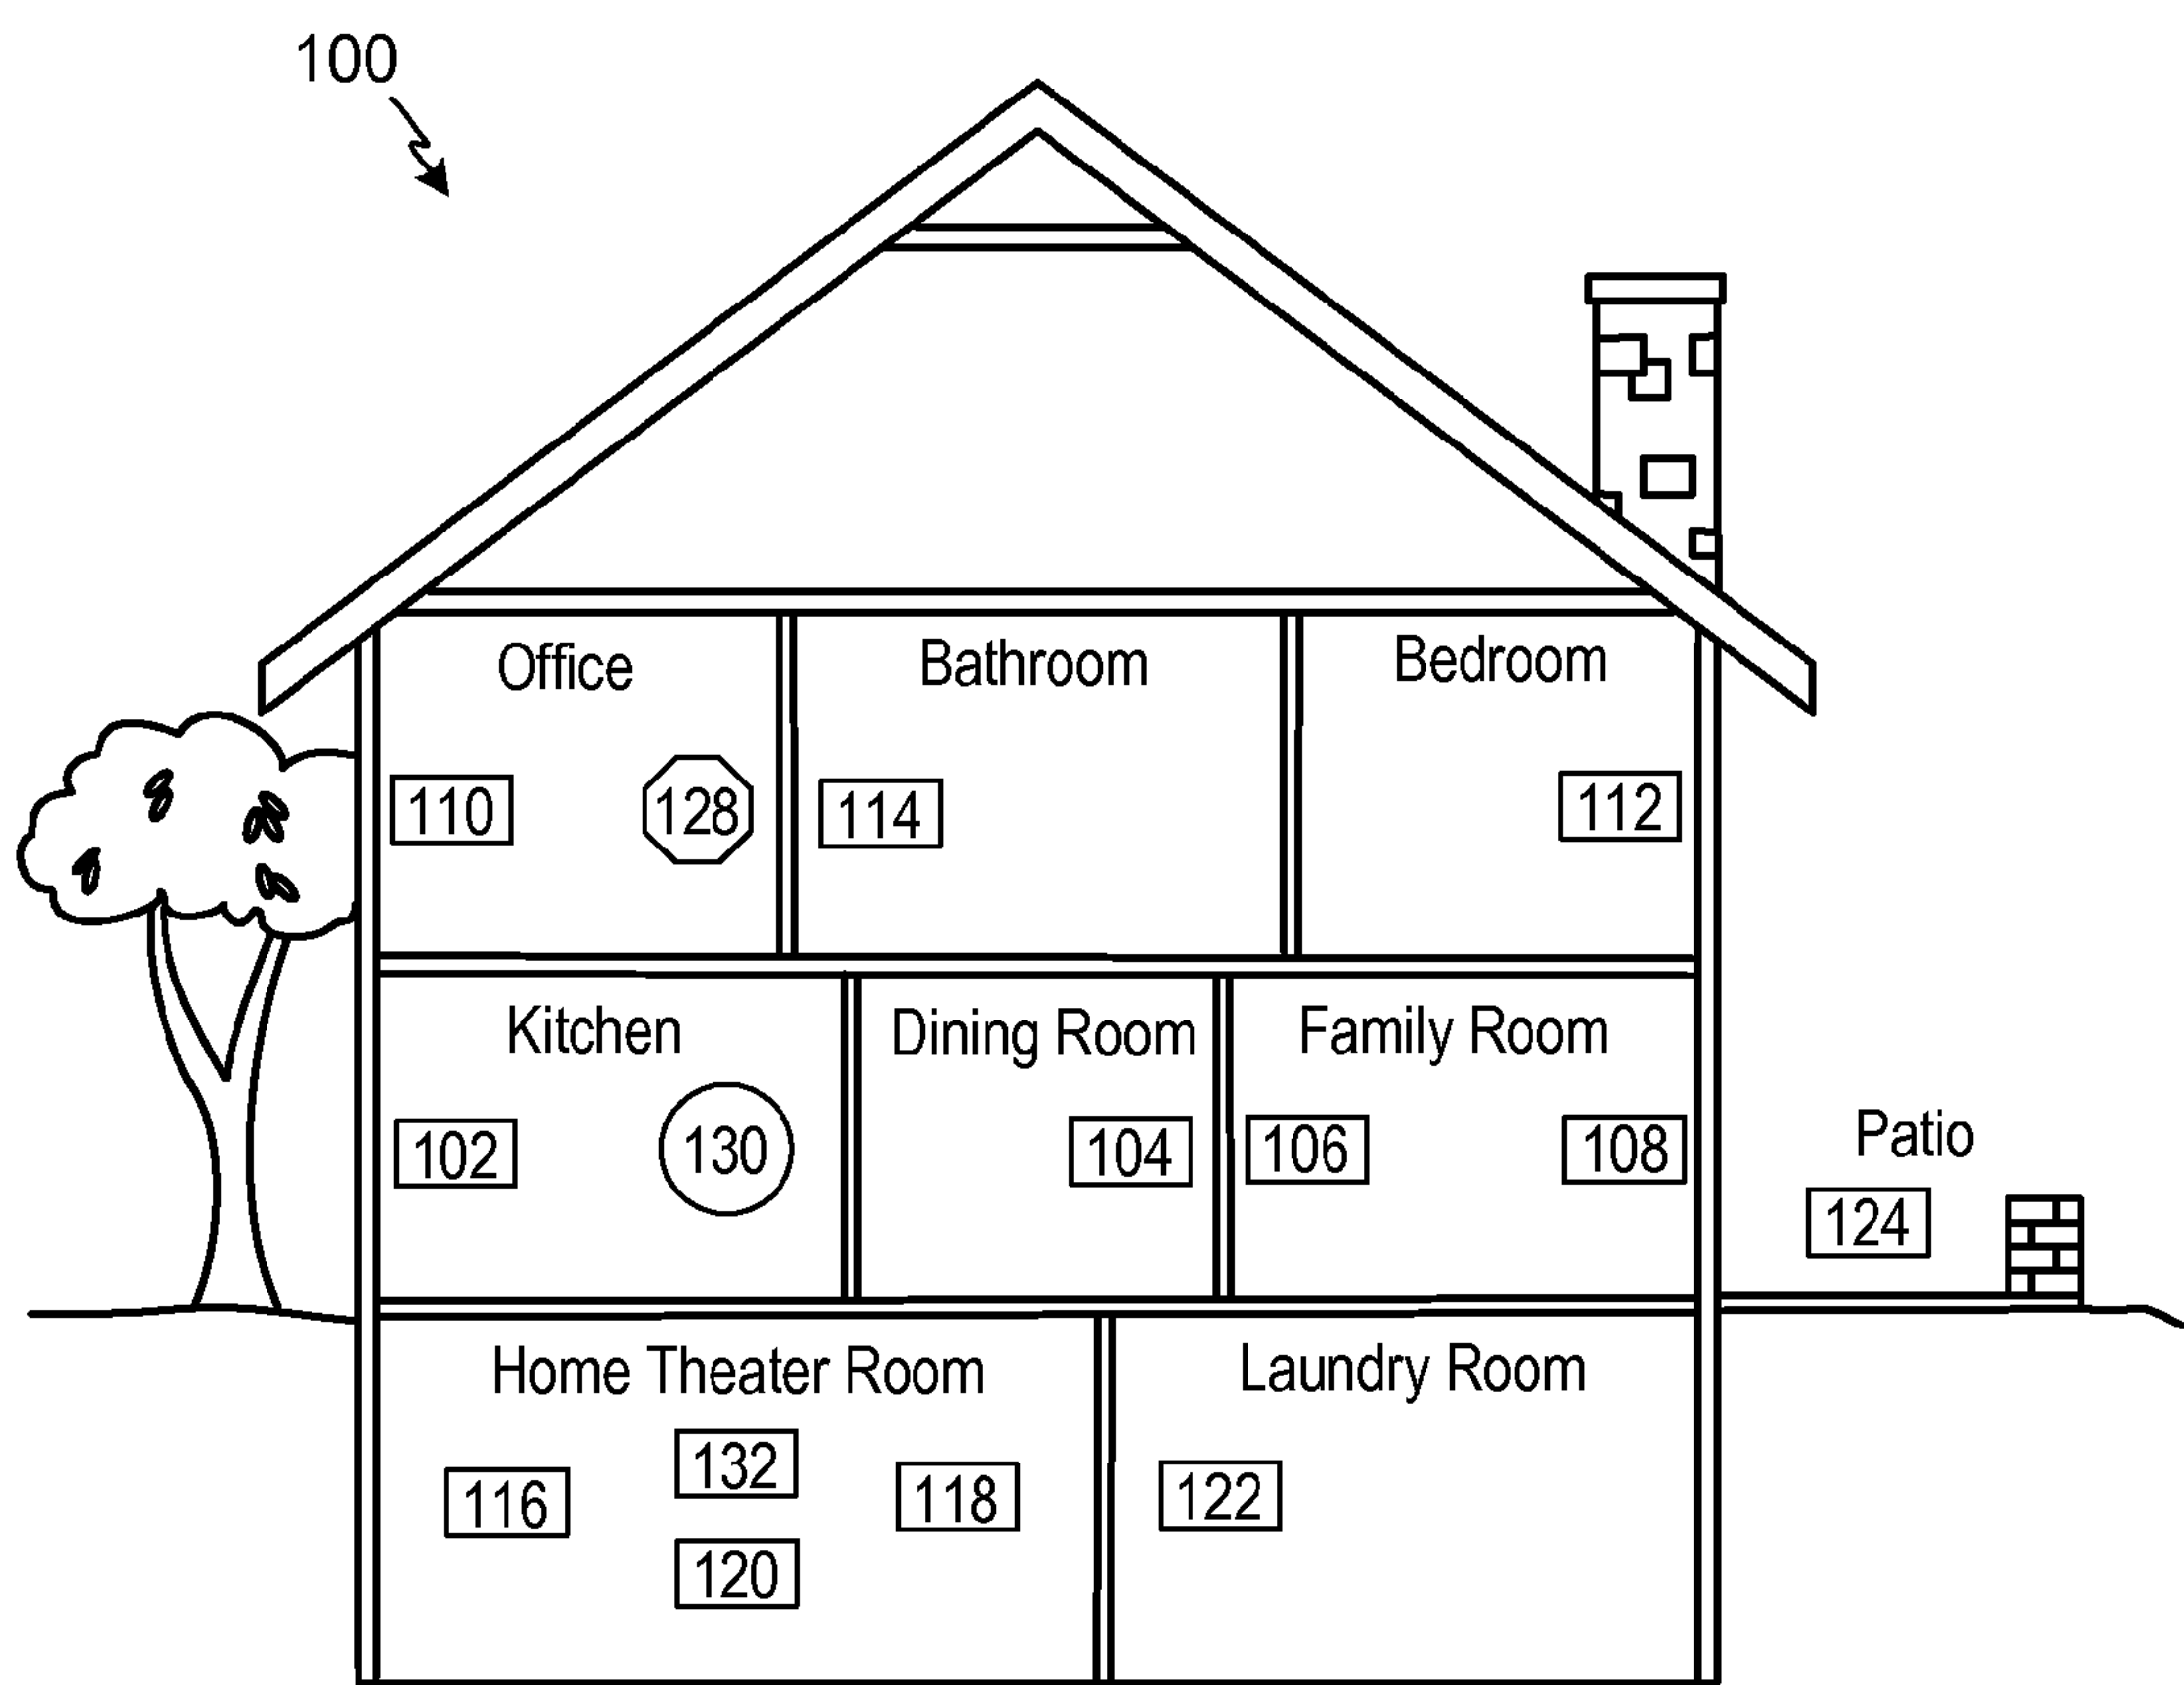 100
Office
Bathroom
Bedroom
110
128
114
112
Kitchen
Dining Room
Family Room
102
130
104
106
108
Patio
124
Home Theater Room
Laundry Room
116
132
118
120
122